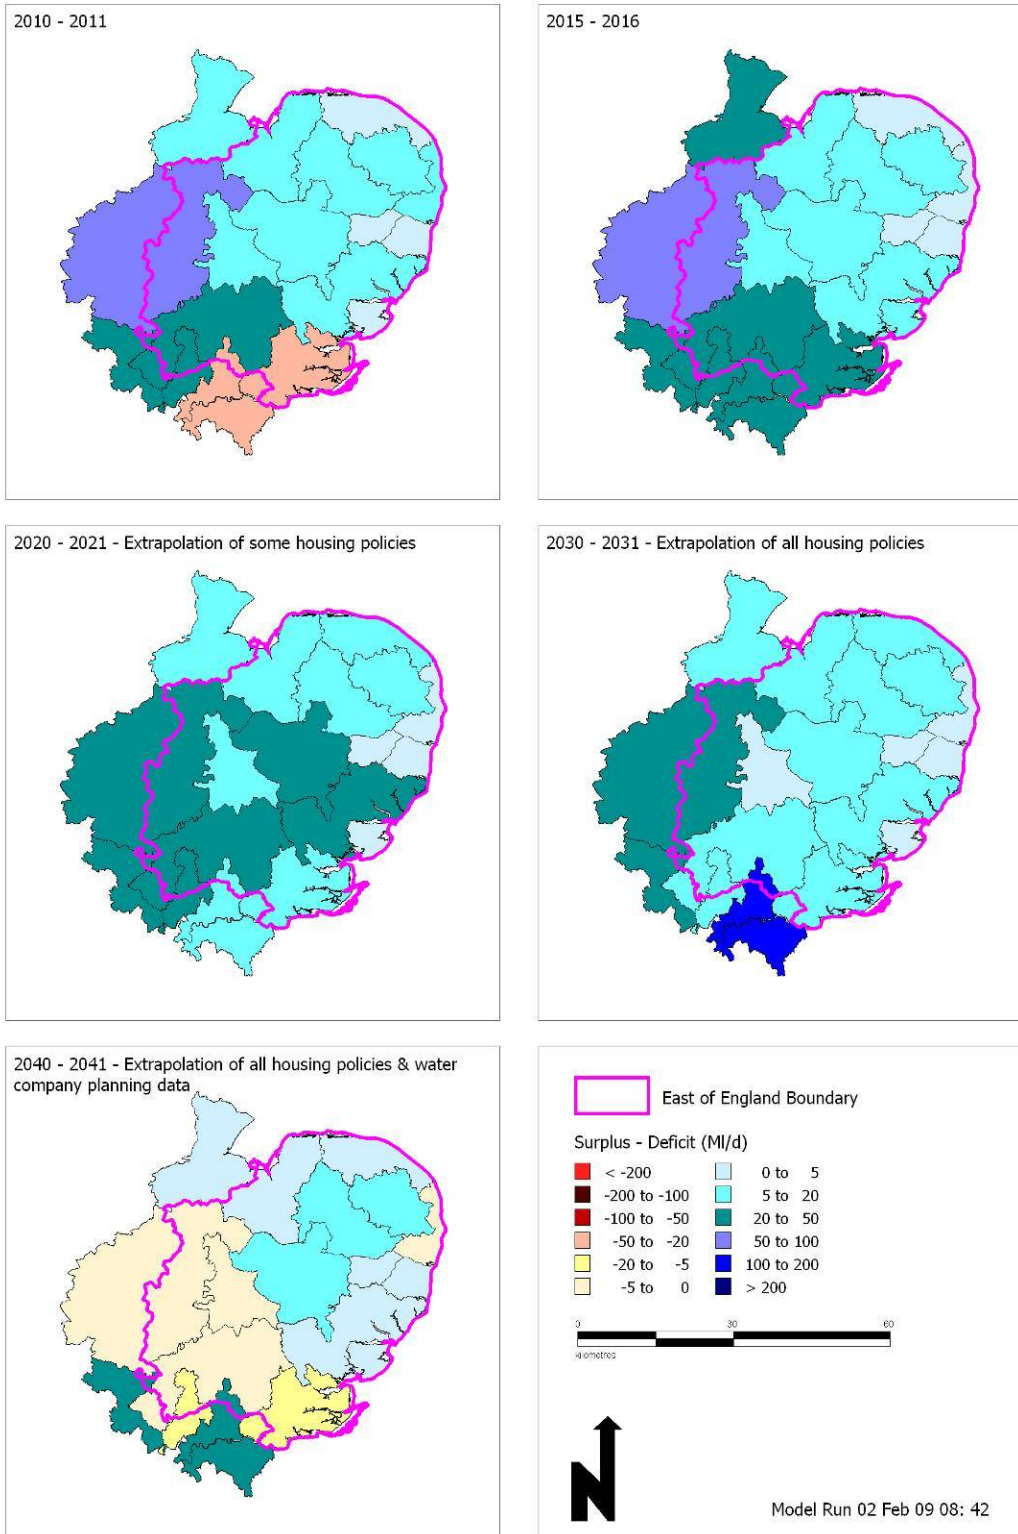 2010 - 2011
2015 - 2016
2020 - 2021 - Extrapolation of some housing policies
2030 - 2031 - Extrapolation of all housing policies
2040 - 2041 - Extrapolation of all housing policies & water
company planning data
East of England Boundary
Surplus - Deficit (Ml/d)
< -200
-200 to -100
-100 to -50
-50 to -20
-20 to -5
-5 to 0
0 to 5
5 to 20
20 to 50
50 to 100
100 to 200
> 200
0 30 60
kilometres
N
Model Run 02 Feb 09 08: 42